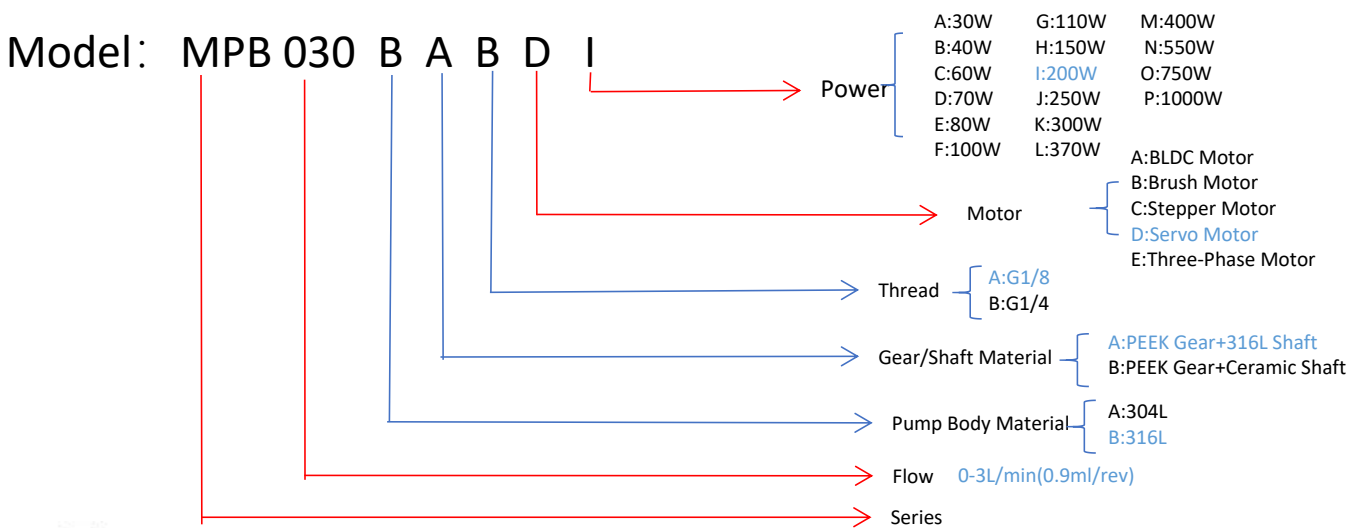 A:30W G:110W M:400W
Model： MPB 030 B A B D I
B:40W H:150W N:550W
C:60W I:200W O:750W
Power
D:70W J:250W P:1000W
E:80W K:300W
F:100W L:370W
A:BLDC Motor
B:Brush Motor
Motor
C:Stepper Motor
D:Servo Motor
E:Three-Phase Motor
Thread
A:G1/8
B:G1/4
Gear/Shaft Material
A:PEEK Gear+316L Shaft
B:PEEK Gear+Ceramic Shaft
Pump Body Material
A:304L
B:316L
Flow 0-3L/min(0.9ml/rev)
Series